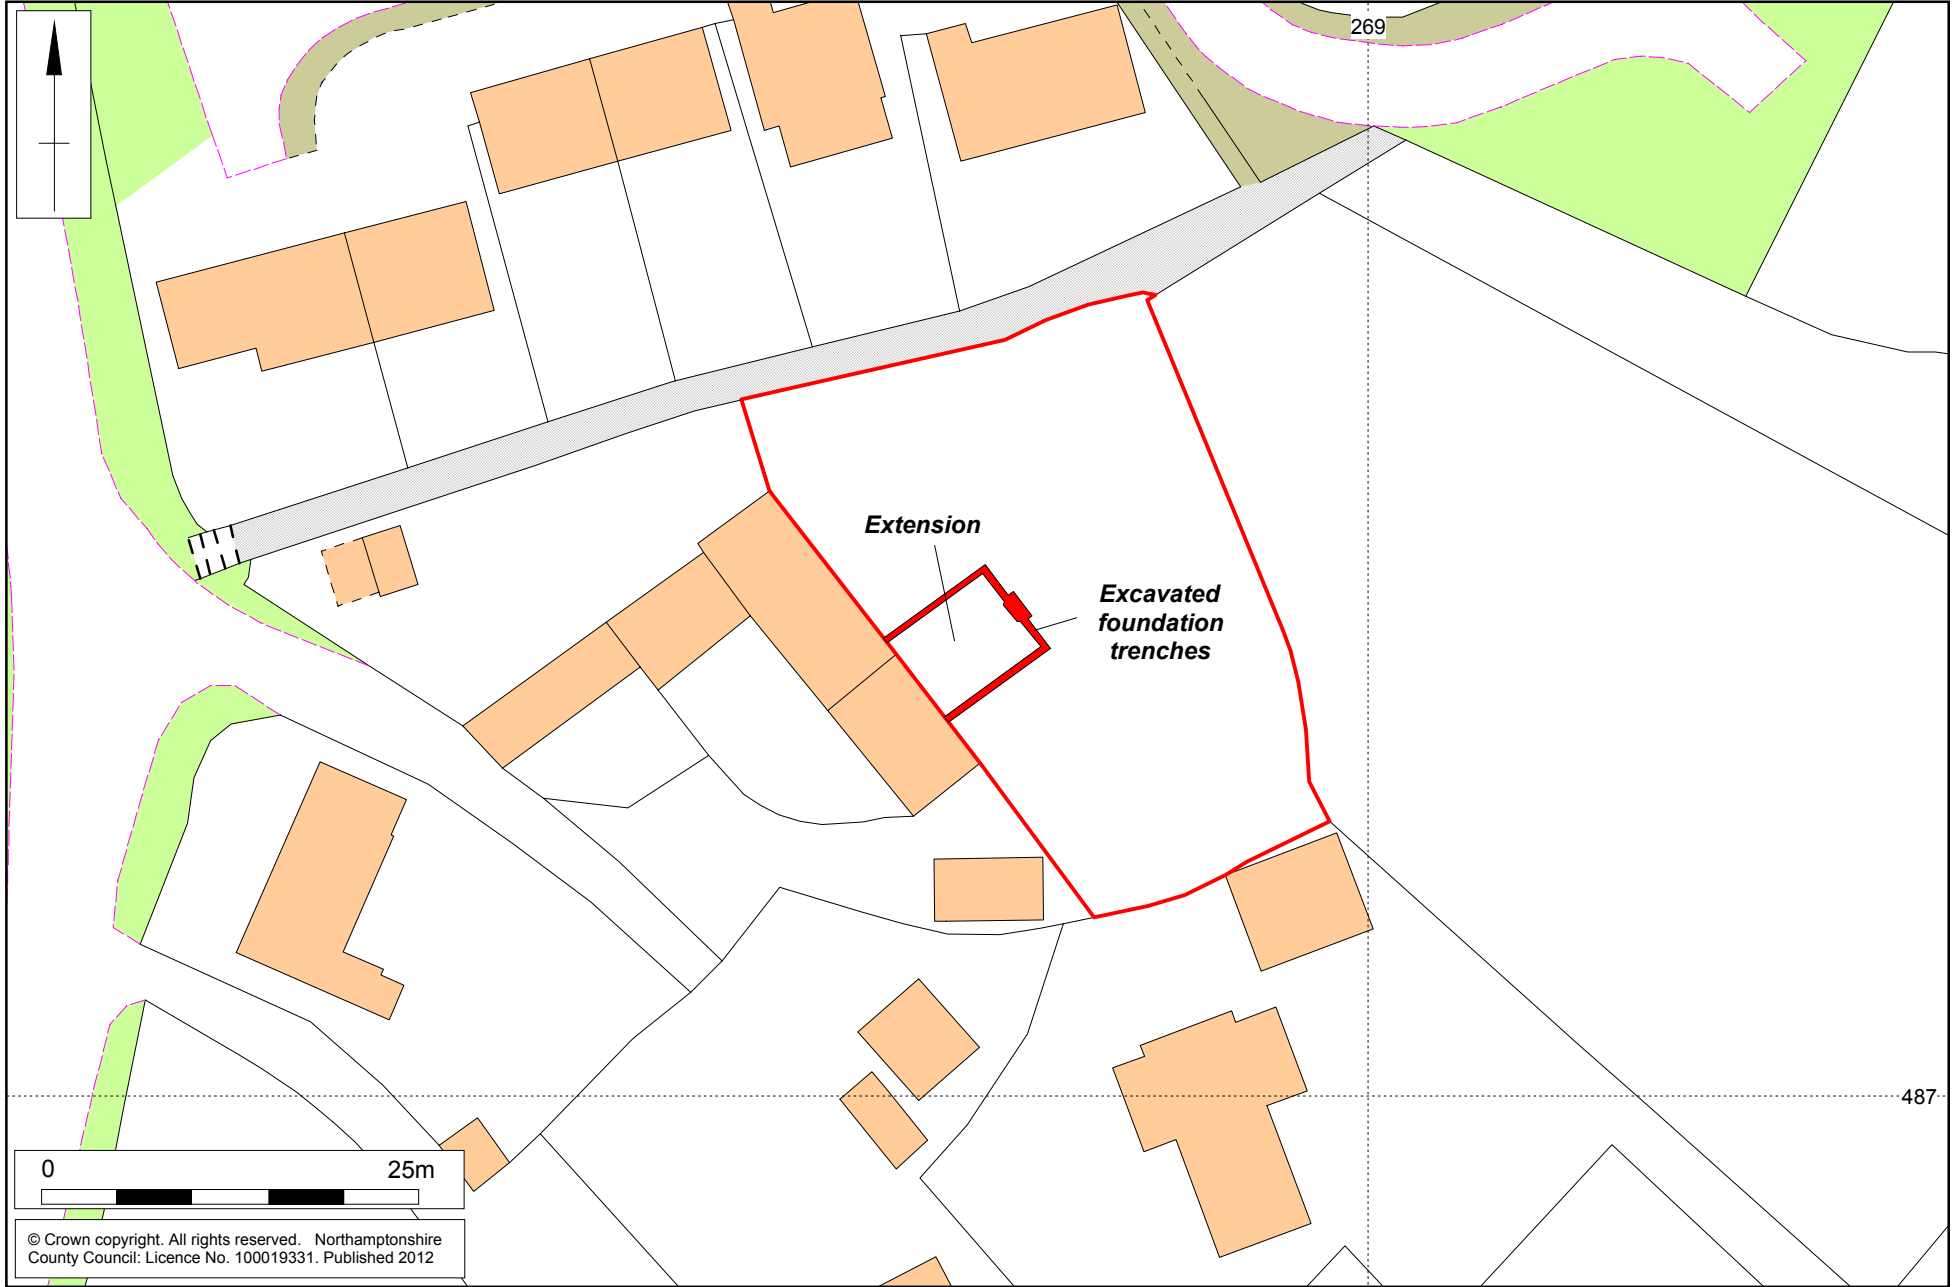 269
Extension
Excavated
foundation
trenches
487
0 25m
© Crown copyright. All rights reserved. Northamptonshire
County Council: Licence No. 100019331. Published 2012